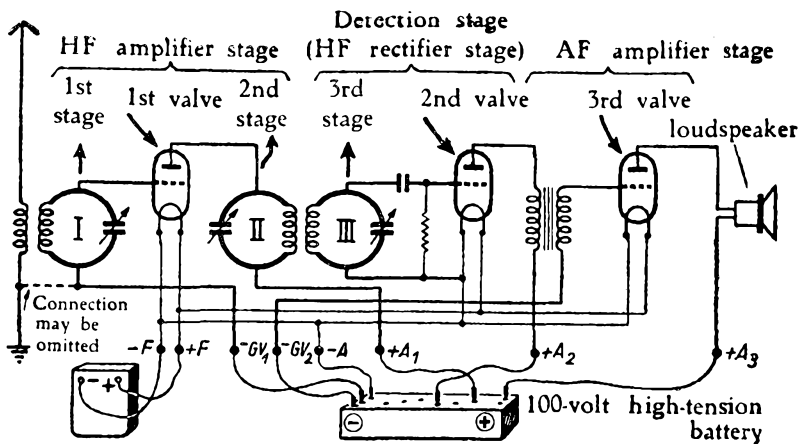 Detection stage
HF amplifier stage
(HF rectifier stage)
AF amplifier stage
1st stage
1st valve
2nd stage
3rd stage
2nd valve
3rd valve
loudspeaker
I
II
III
Connection may be omitted
-F
+F
-GV1
-GV2
-A
+A1
+A2
+A3
- +
- +
100-volt high-tension battery